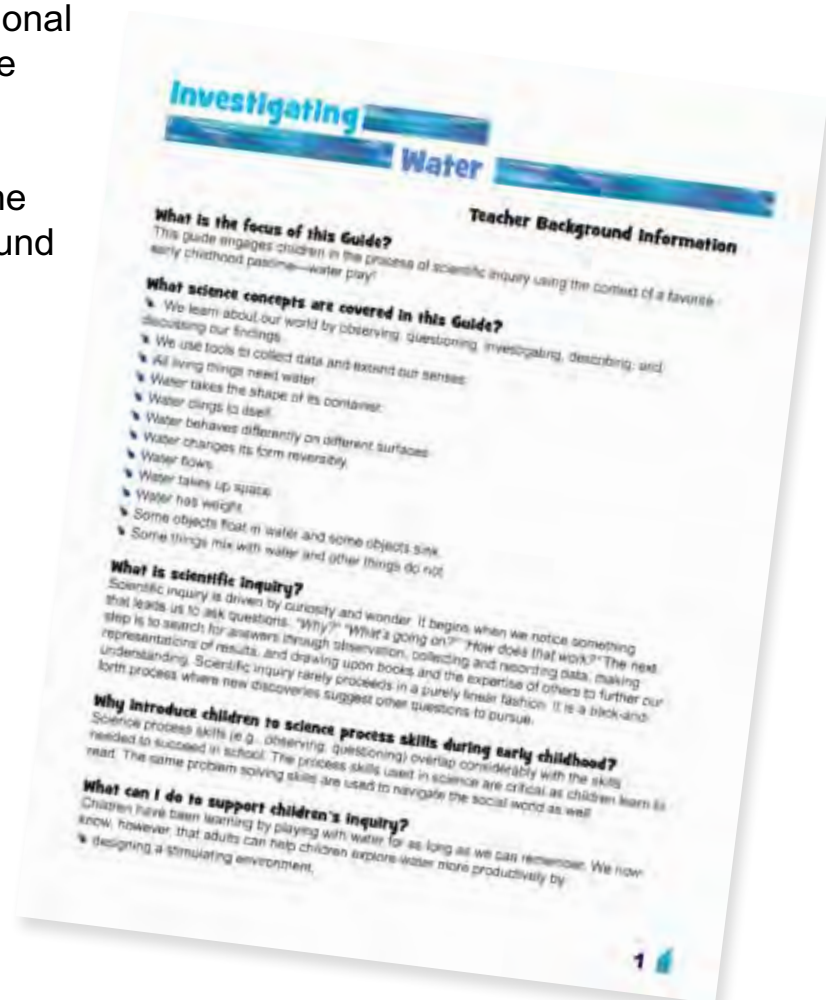 onal
e
ne
und
Investigating
Water
Teacher Background Information
What is the focus of this Guide?
This guide engages children in the process of scientific inquiry using the context of a favorite
early childhood pastime—water play!
What science concepts are covered in this Guide?
We learn about our world by observing, questioning, investigating, describing, and
discussing our findings.
We use tools to collect data and extend our senses.
All living things need water.
Water takes the shape of its container.
Water clings to itself.
Water behaves differently on different surfaces.
Water changes its form reversibly.
Water flows.
Water takes up space.
Water has weight.
Some objects float in water and some objects sink.
Some things mix with water and other things do not.
What is scientific inquiry?
Scientific inquiry is driven by curiosity and wonder. It begins when we notice something
that leads us to ask questions. "Why?" "What's going on?" "How does that work?" The next
step is to search for answers through observation, collecting and recording data, making
representations of results, and drawing upon books and the expertise of others to further our
understanding. Scientific inquiry rarely proceeds in a purely linear fashion. It is a back-and-
forth process where new discoveries suggest other questions to pursue.
Why introduce children to science process skills during early childhood?
Science process skills (e.g., observing, questioning) overlap considerably with the skills
needed to succeed in school. The process skills used in science are critical as children learn to
read. The same problem solving skills are used to navigate the social world as well.
What can I do to support children's inquiry?
Children have been learning by playing with water for as long as we can remember. We now
know, however, that adults can help children explore water more productively by
designing a stimulating environment,
1